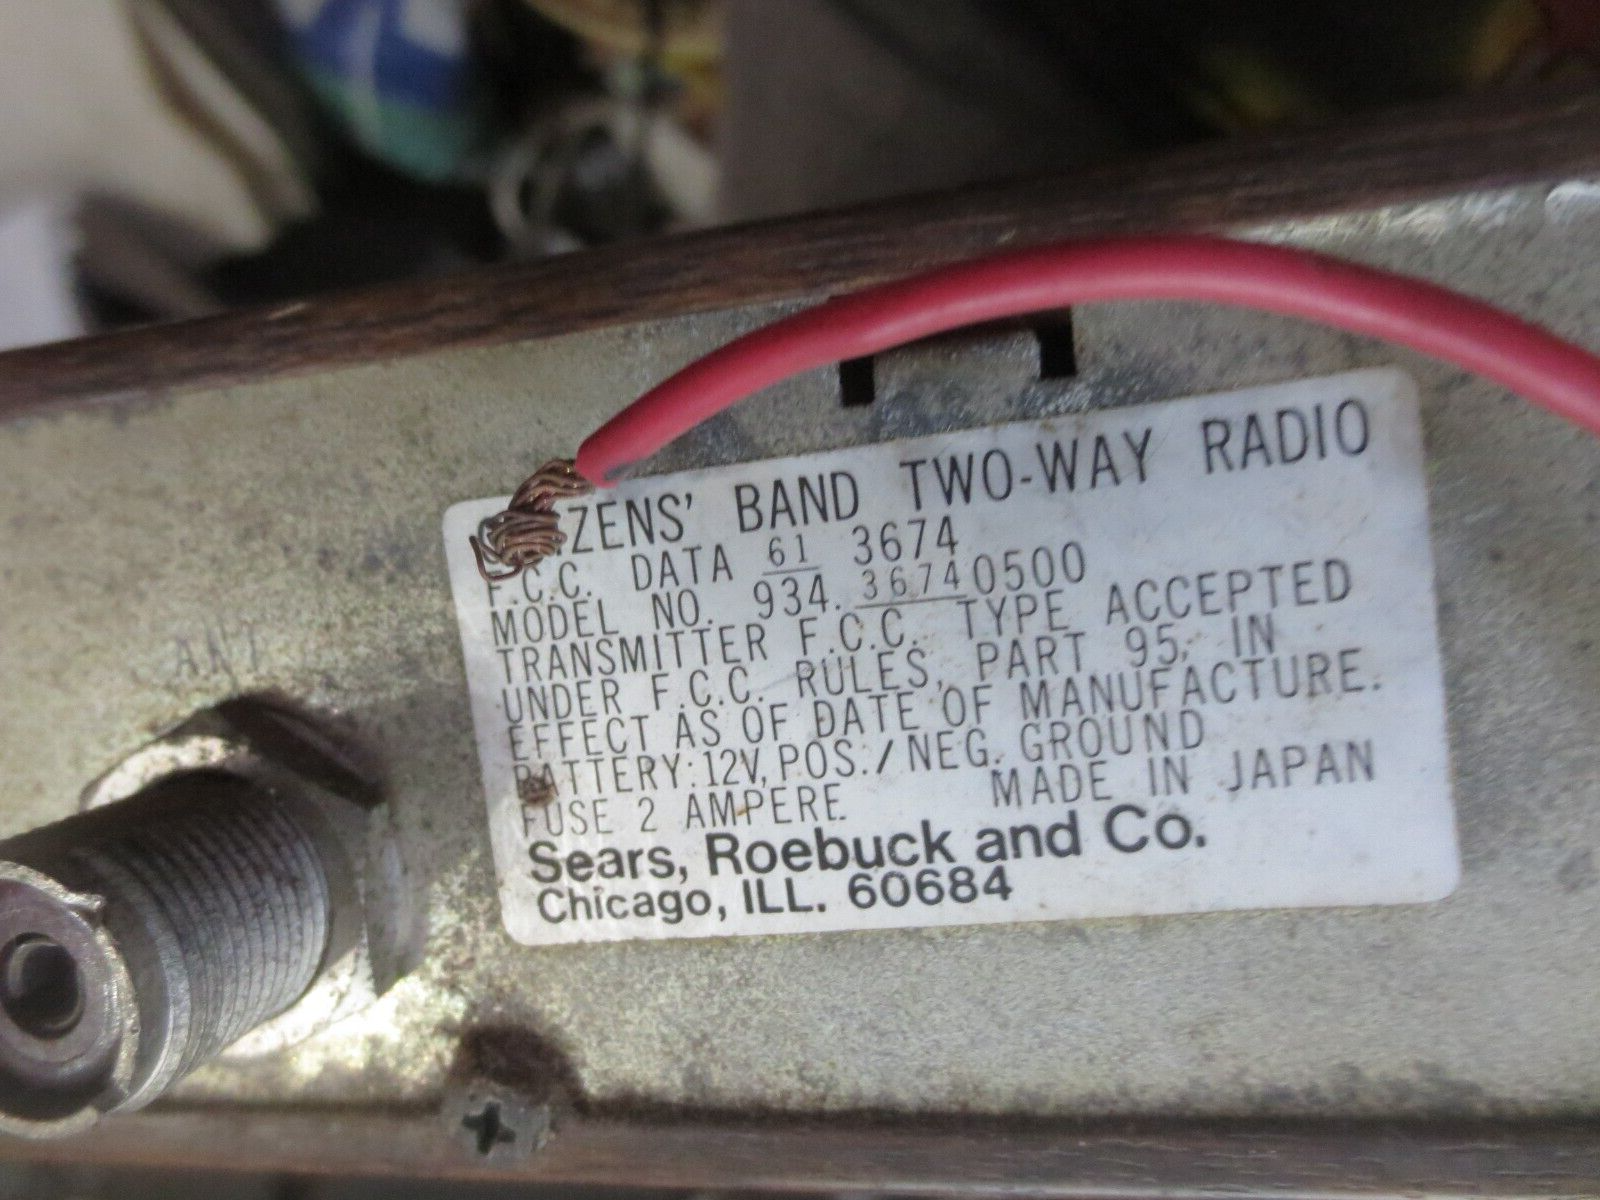 ANT
ZENS' BAND TWO-WAY RADIO
F.C.C. DATA 61 3674
MODEL NO. 934.36740500
TRANSMITTER F.C.C. TYPE ACCEPTED
UNDER F.C.C. RULES, PART 95, IN
EFFECT AS OF DATE OF MANUFACTURE.
BATTERY: 12V, POS./NEG. GROUND
FUSE 2 AMPERE. MADE IN JAPAN
Sears, Roebuck and Co.
Chicago, ILL. 60684